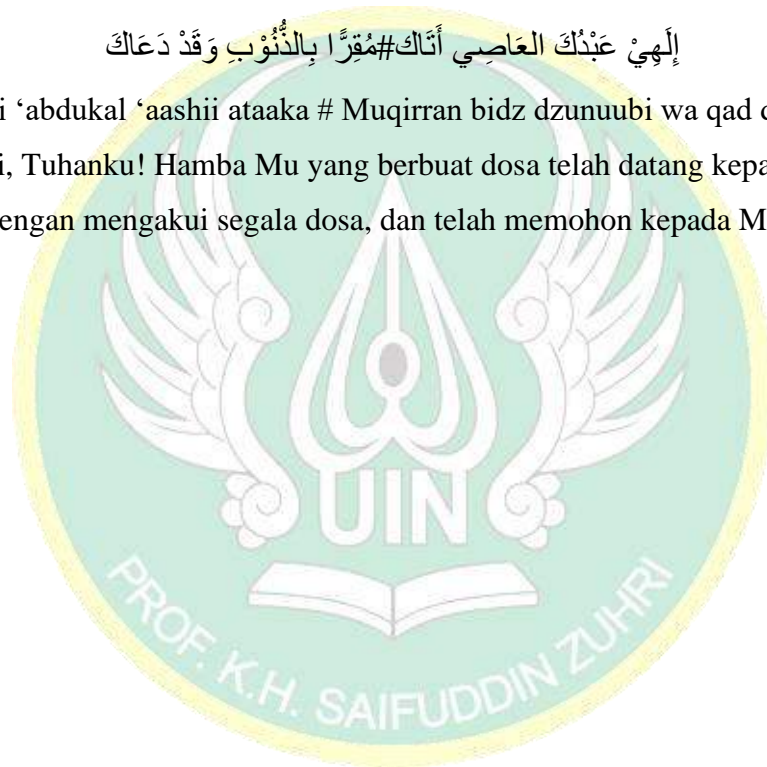 إِلَهِيْ عَبْدُكَ العَاصِي أَتَاك#مُقِرًّا بِالذُّنُوْبِ وَقَدْ دَعَاكَ
i ‘abdukal ‘aashii ataaka # Muqirran bidz dzunuubi wa qad
i, Tuhanku! Hamba Mu yang berbuat dosa telah datang kepa
engan mengakui segala dosa, dan telah memohon kepada M
UIN
PROF. K.H. SAIFUDDIN ZUHRI